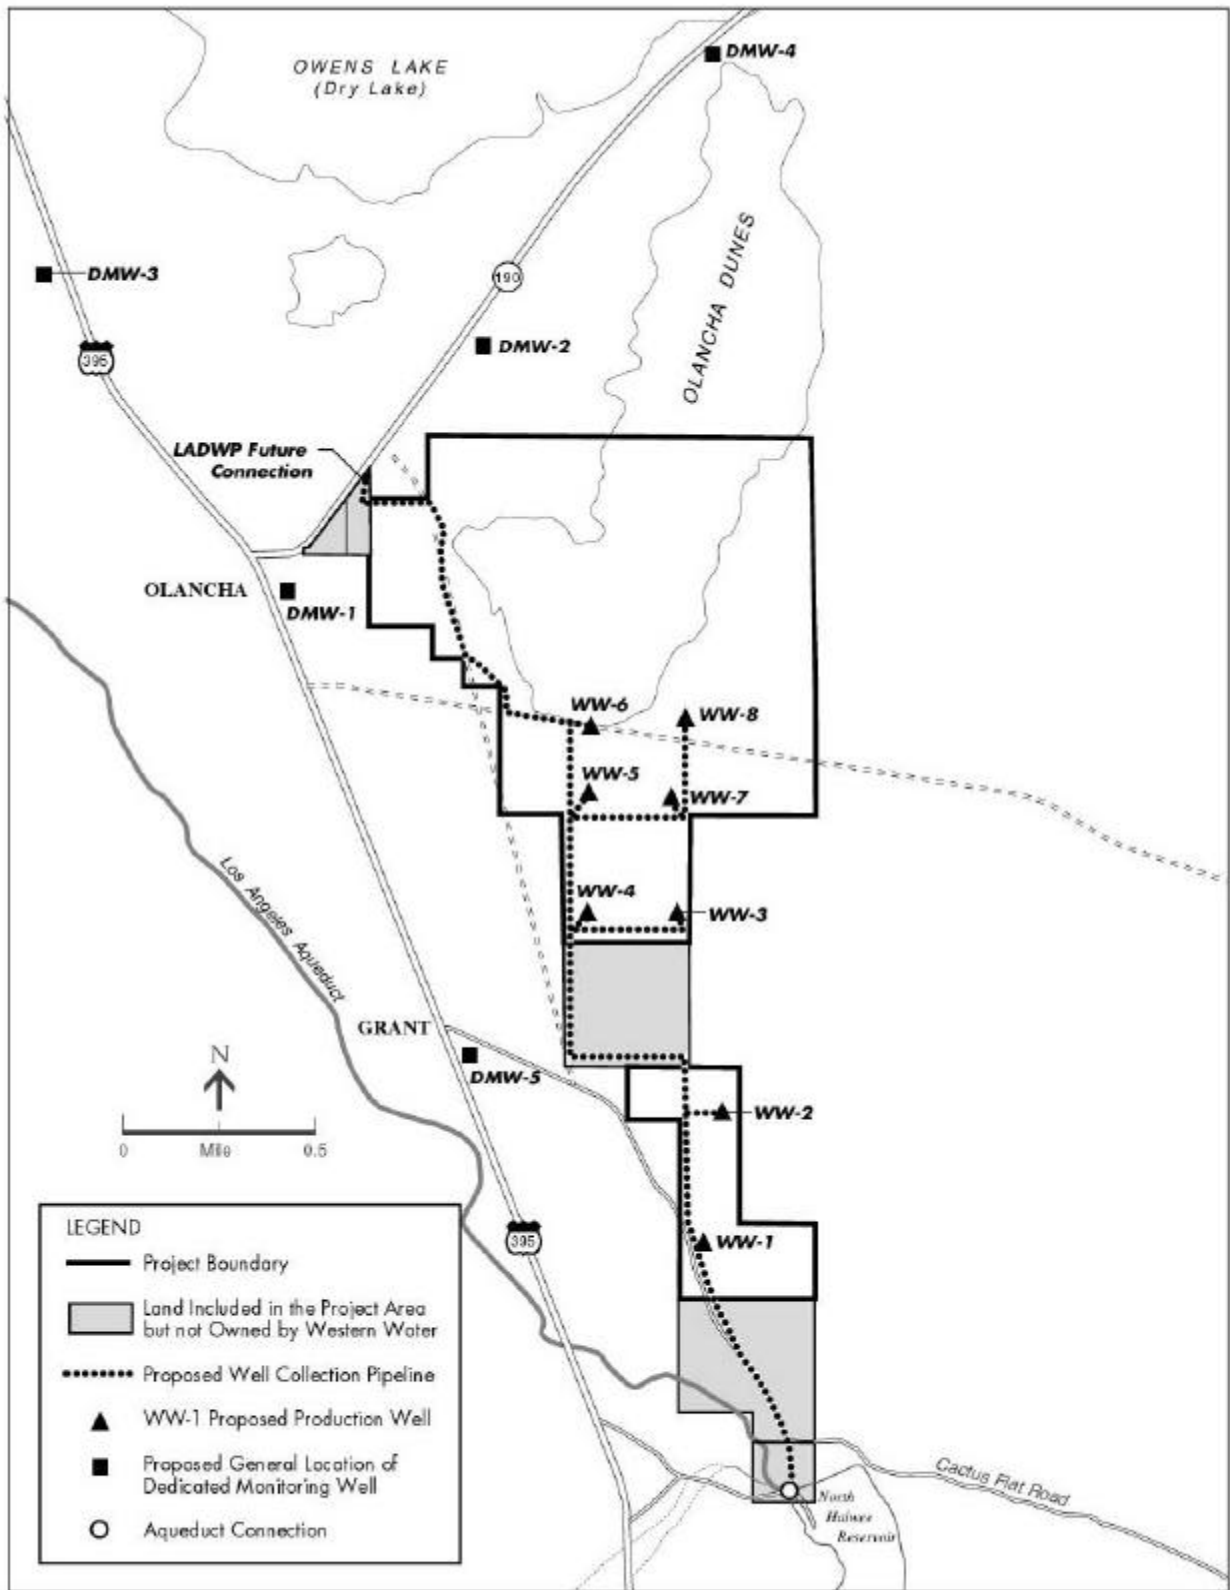 DMW-4
OWENS LAKE
(Dry Lake)
OLANCHA DUNES
DMW-3
190
DMW-2
395
LADWP Future
Connection
OLANCHA
DMW-1
WW-6
WW-8
WW-5
WW-7
Los Angeles Aqueduct
WW-4
WW-3
GRANT
DMW-5
N
0
Mile
0.5
WW-2
WW-1
395
LEGEND
Project Boundary
Land Included in the Project Area
but not Owned by Western Water
Proposed Well Collection Pipeline
WW-1 Proposed Production Well
Proposed General Location of
Dedicated Monitoring Well
Aqueduct Connection
Cactus Flat Road
North
Haiwee
Reservoir